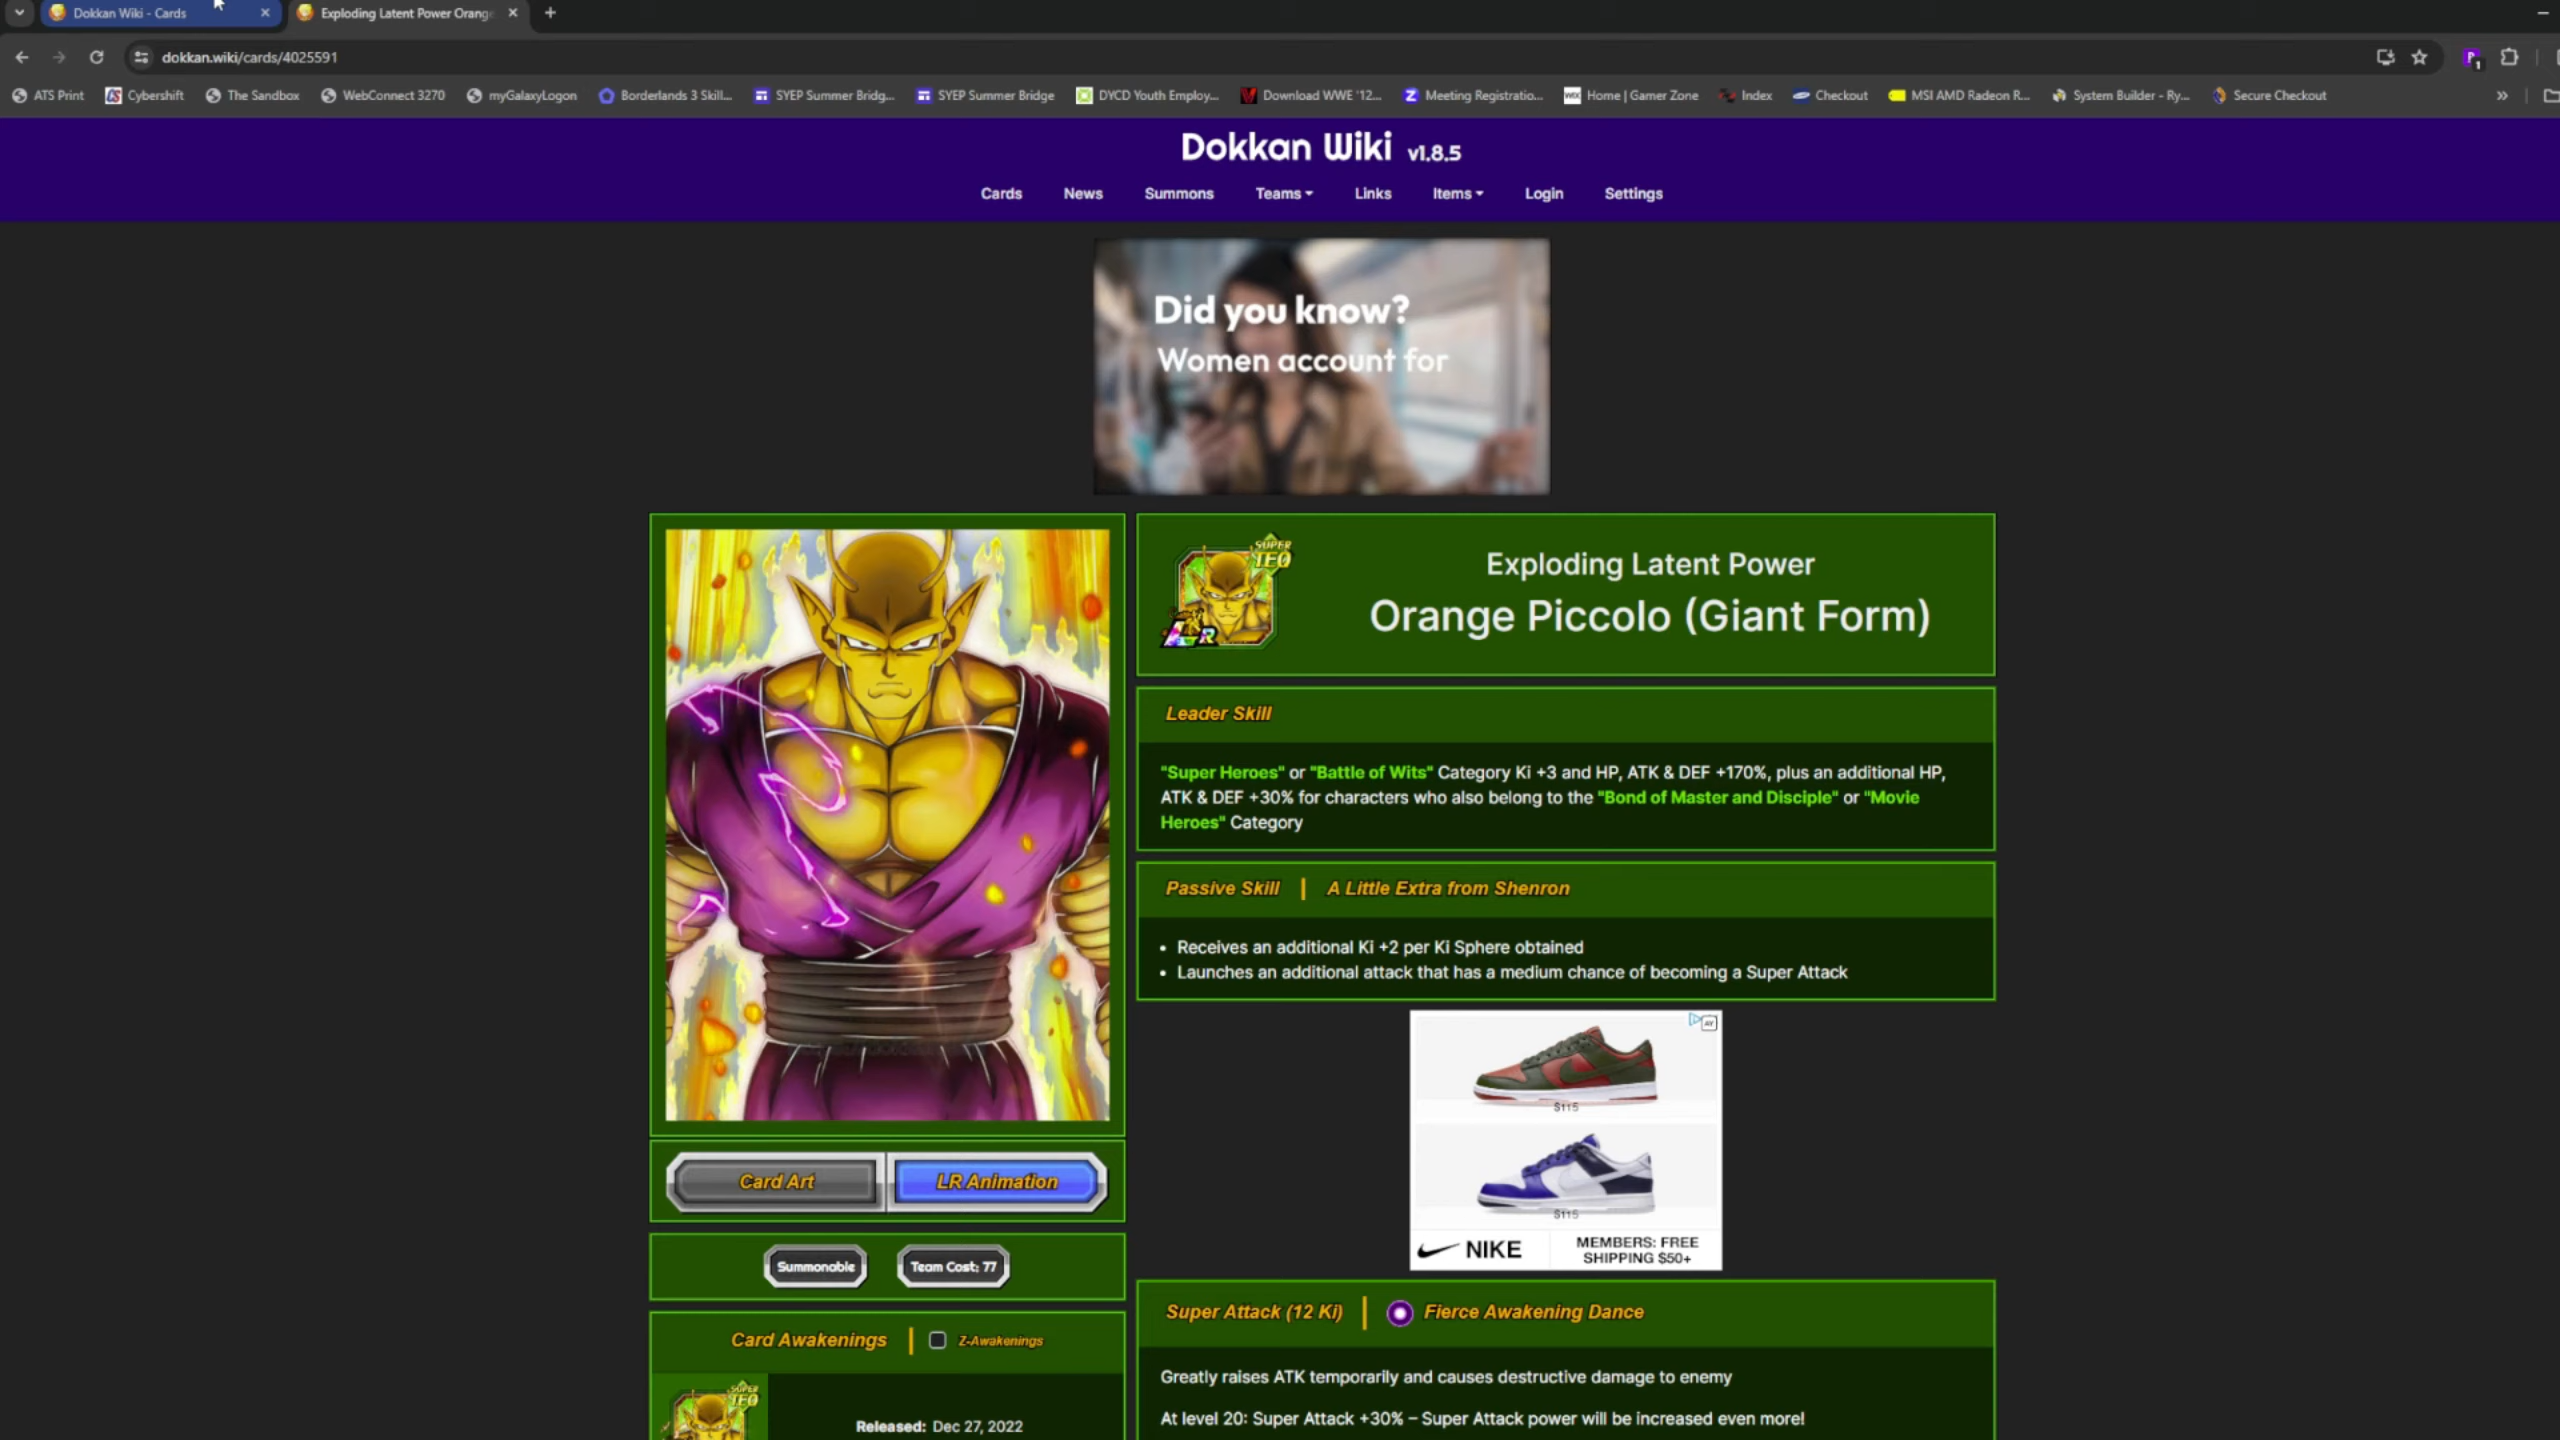 Dokkan Wiki - Cards
Exploding Latent Power Orang
dokkan.wiki/cards/4025591
ATS Print
Cybershift
The Sandbox
WebConnect 3270
myGalaxyLogon
Borderlands 3 Skill...
SYEP Summer Bridg...
SYEP Summer Bridge
DYCD Youth Employ...
Download WWE '12...
Meeting Registratio...
Home | Gamer Zone
Index
Checkout
MSI AMD Radeon R...
System Builder - Ry...
Secure Checkout
Dokkan Wiki v1.8.5
Cards News Summons Teams Links Items Login Settings
Did you know?
Women account for
SUPER
TEQ
LR
Exploding Latent Power
Orange Piccolo (Giant Form)
Leader Skill
"Super Heroes" or "Battle of Wits" Category Ki +3 and HP, ATK & DEF +170%, plus an additional HP,
ATK & DEF +30% for characters who also belong to the "Bond of Master and Disciple" or "Movie
Heroes" Category
Passive Skill | A Little Extra from Shenron
• Receives an additional Ki +2 per Ki Sphere obtained
• Launches an additional attack that has a medium chance of becoming a Super Attack
$115
$115
NIKE
MEMBERS: FREE
SHIPPING $50+
Card Art
LR Animation
Summonable
Team Cost: 77
Card Awakenings | Z-Awakenings
SUPER
TEQ
Released: Dec 27, 2022
Super Attack (12 Ki) | Fierce Awakening Dance
Greatly raises ATK temporarily and causes destructive damage to enemy
At level 20: Super Attack +30% – Super Attack power will be increased even more!